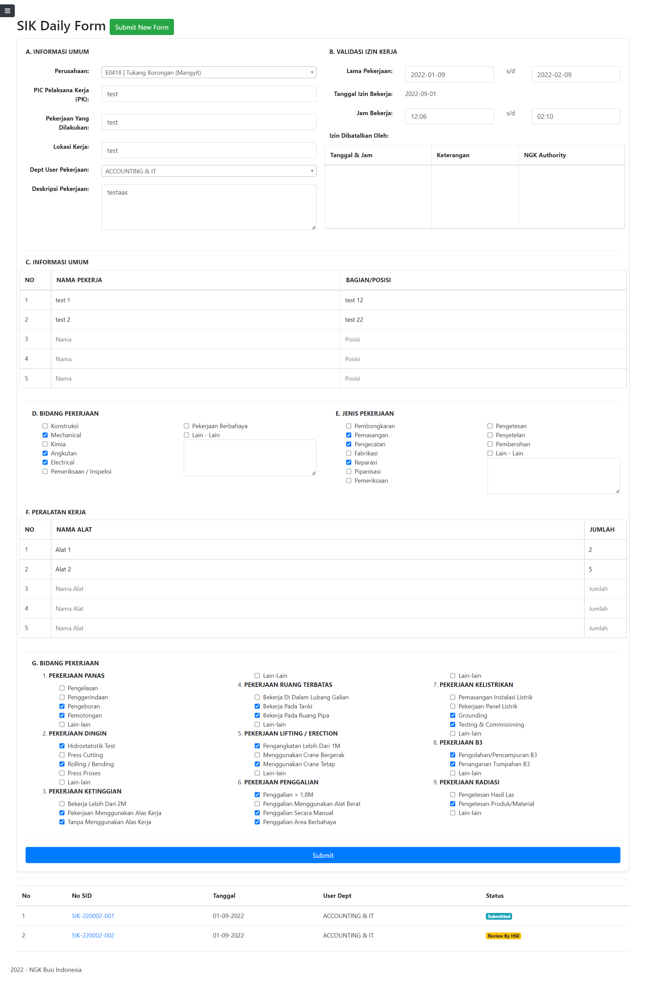 SIK Daily Form Submit New Form
A. INFORMASI UMUM
Perusahaan: E0418 | Tukang Borongan (Mangyit)
PIC Pelaksana Kerja
(PK): test
Pekerjaan Yang
Dilakukan: test
Lokasi Kerja: test
Dept User Pekerjaan: ACCOUNTING & IT
Deskripsi Pekerjaan: testaas
B. VALIDASI IZIN KERJA
Lama Pekerjaan: 2022-01-09 s/d 2022-02-09
Tanggal Izin Bekerja: 2022-09-01
Jam Bekerja: 12:06 s/d 02:10
Izin Dibatalkan Oleh:
Tanggal & Jam Keterangan NGK Authority
C. INFORMASI UMUM
NO NAMA PEKERJA BAGIAN/POSISI
1 test 1 test 12
2 test 2 test 22
3 Nama Posisi
4 Nama Posisi
5 Nama Posisi
D. BIDANG PEKERJAAN
Konstruksi
Mechanical
Kimia
Angkutan
Electrical
Pemeriksaan / Inspeksi
Pekerjaan Berbahaya
Lain - Lain
E. JENIS PEKERJAAN
Pembongkaran
Pemasangan
Pengecatan
Fabrikasi
Reparasi
Pipanisasi
Pemeriksaan
Pengetesan
Penyetelan
Pembersihan
Lain - Lain
F. PERALATAN KERJA
NO NAMA ALAT JUMLAH
1 Alat 1 2
2 Alat 2 5
3 Nama Alat Jumlah
4 Nama Alat Jumlah
5 Nama Alat Jumlah
G. BIDANG PEKERJAAN
1. PEKERJAAN PANAS
Pengelasan
Penggerindaan
Pengeboran
Pemotongan
Lain-lain
2. PEKERJAAN DINGIN
Hidrostatistik Test
Press Cutting
Rolling / Bending
Press Proses
Lain-lain
3. PEKERJAAN KETINGGIAN
Bekerja Lebih Dari 2M
Pekerjaan Menggunakan Alas Kerja
Tanpa Menggunakan Alas Kerja
Lain-Lain
4. PEKERJAAN RUANG TERBATAS
Bekerja Di Dalam Lubang Galian
Bekerja Pada Tanki
Bekerja Pada Ruang Pipa
Lain-lain
5. PEKERJAAN LIFTING / ERECTION
Pengangkatan Lebih Dari 1M
Menggunakan Crane Bergerak
Menggunakan Crane Tetap
Lain-lain
6. PEKERJAAN PENGGALIAN
Penggalian > 1,8M
Penggalian Menggunakan Alat Berat
Penggalian Secara Manual
Penggalian Area Berbahaya
Lain-lain
7. PEKERJAAN KELISTRIKAN
Pemasangan Instalasi Listrik
Pekerjaan Panel Listrik
Grounding
Testing & Commisioning
Lain-lain
8. PEKERJAAN B3
Pengolahan/Pencampuran B3
Penanganan Tumpahan B3
Lain-lain
9. PEKERJAAN RADIASI
Pengetesan Hasil Las
Pengetesan Produk/Material
Lain-lain
Submit
No No SID Tanggal User Dept Status
1 SIK-220002-001 01-09-2022 ACCOUNTING & IT Submitted
2 SIK-220002-002 01-09-2022 ACCOUNTING & IT Review By HSE
2022 - NGK Busi Indonesia